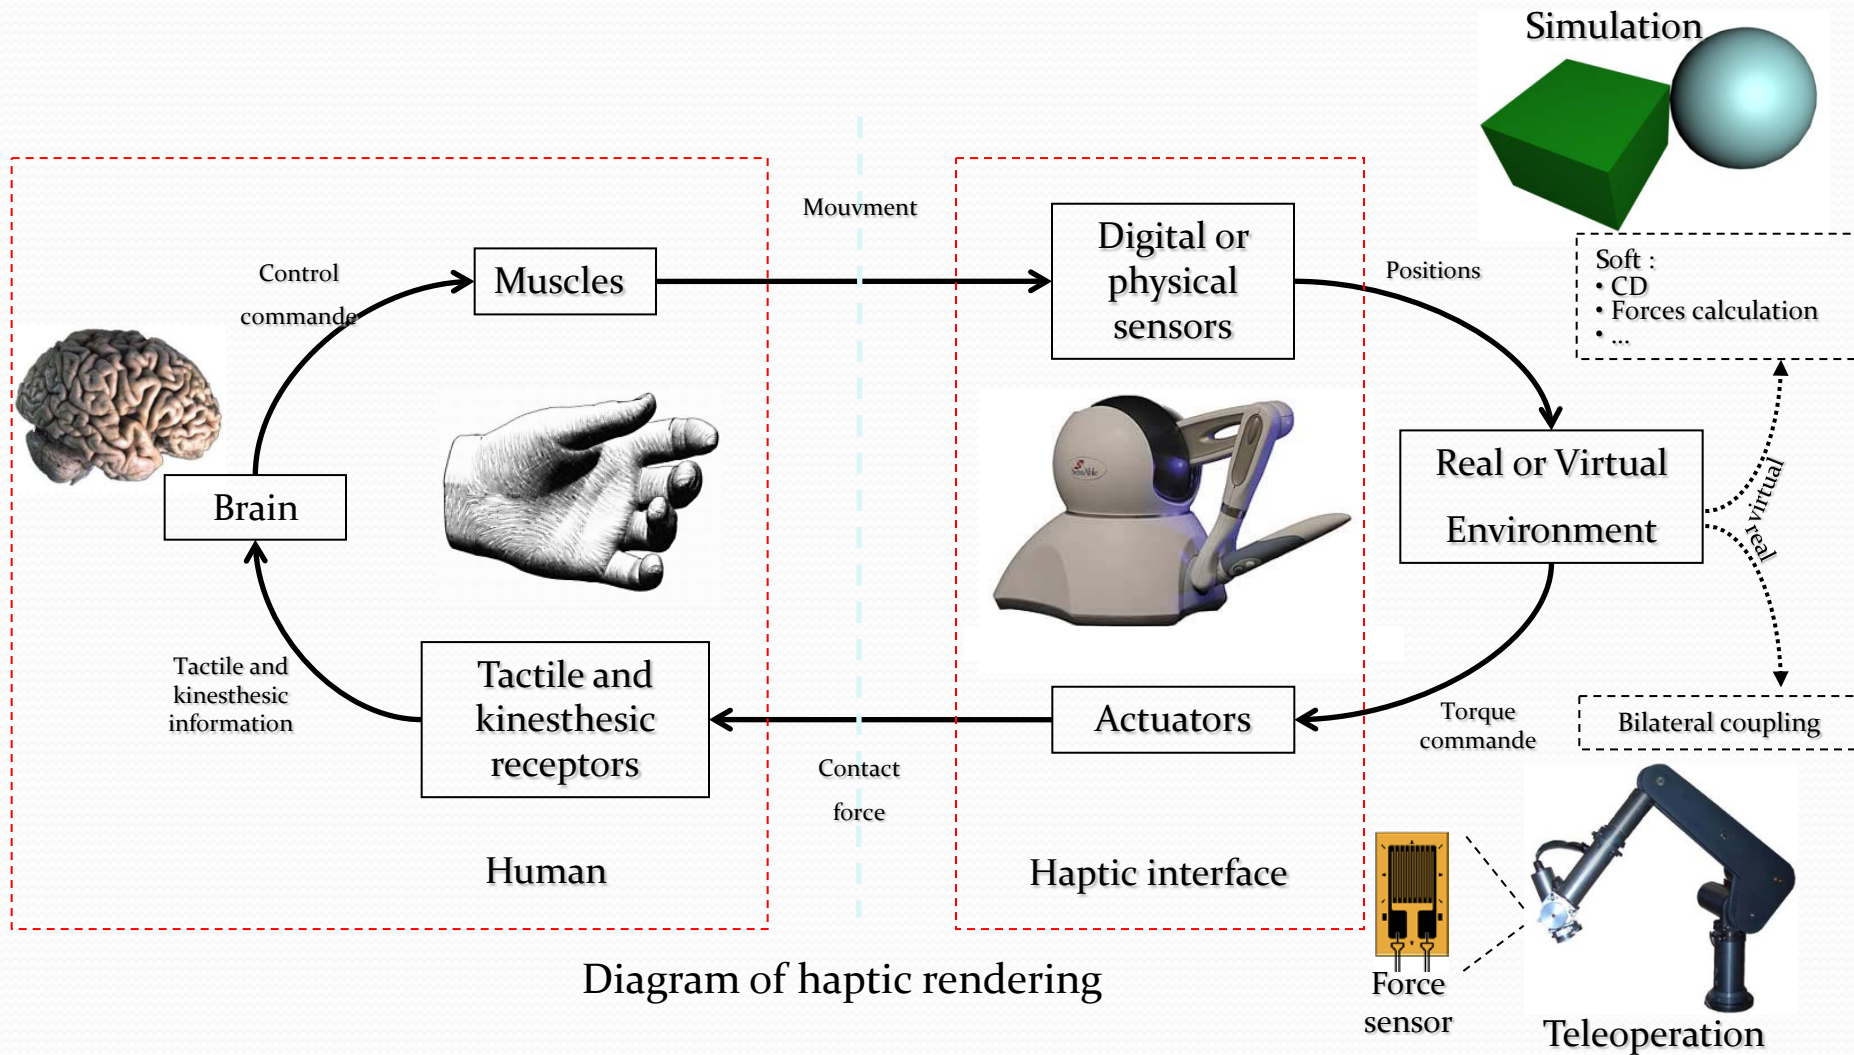 Simulation
Mouvment
Control
commande
Muscles
Digital or
physical
sensors
Positions
Soft :
• CD
• Forces calculation
• ...
Brain
SensAble
Real or Virtual
Environment
virtual
real
Tactile and
kinesthesic
information
Tactile and
kinesthesic
receptors
Contact
force
Actuators
Torque
commande
Bilateral coupling
Human
Haptic interface
Force
sensor
Teleoperation
Diagram of haptic rendering